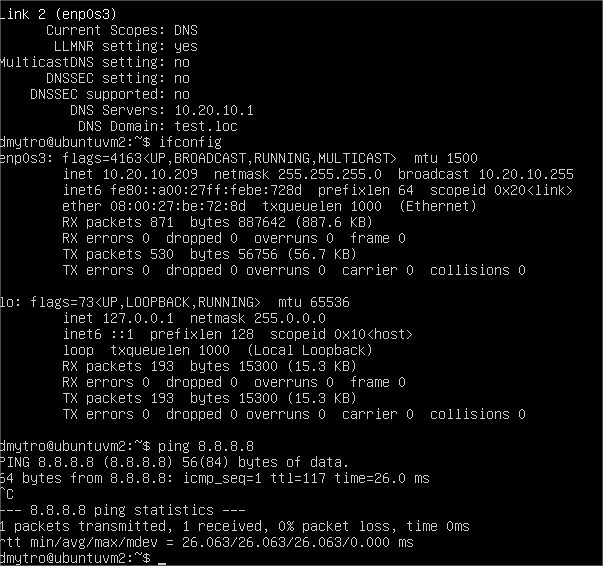 Link 2 (enp0s3)
Current Scopes: DNS
LLMNR setting: yes
MulticastDNS setting: no
DNSSEC setting: no
DNSSEC supported: no
DNS Servers: 10.20.10.1
DNS Domain: test.loc
dmytro@ubuntuvm2:~$ ifconfig
enp0s3: flags=4163<UP,BROADCAST,RUNNING,MULTICAST>  mtu 1500
inet 10.20.10.209  netmask 255.255.255.0  broadcast 10.20.10.255
inet6 fe80::a00:27ff:febe:728d  prefixlen 64  scopeid 0x20<link>
ether 08:00:27:be:72:8d  txqueuelen 1000  (Ethernet)
RX packets 871  bytes 887642 (887.6 KB)
RX errors 0  dropped 0  overruns 0  frame 0
TX packets 530  bytes 56756 (56.7 KB)
TX errors 0  dropped 0 overruns 0  carrier 0  collisions 0
lo: flags=73<UP,LOOPBACK,RUNNING>  mtu 65536
inet 127.0.0.1  netmask 255.0.0.0
inet6 ::1  prefixlen 128  scopeid 0x10<host>
loop  txqueuelen 1000  (Local Loopback)
RX packets 193  bytes 15300 (15.3 KB)
RX errors 0  dropped 0  overruns 0  frame 0
TX packets 193  bytes 15300 (15.3 KB)
TX errors 0  dropped 0 overruns 0  carrier 0  collisions 0
dmytro@ubuntuvm2:~$ ping 8.8.8.8
PING 8.8.8.8 (8.8.8.8) 56(84) bytes of data.
64 bytes from 8.8.8.8: icmp_seq=1 ttl=117 time=26.0 ms
^C
--- 8.8.8.8 ping statistics ---
1 packets transmitted, 1 received, 0% packet loss, time 0ms
rtt min/avg/max/mdev = 26.063/26.063/26.063/0.000 ms
dmytro@ubuntuvm2:~$ _